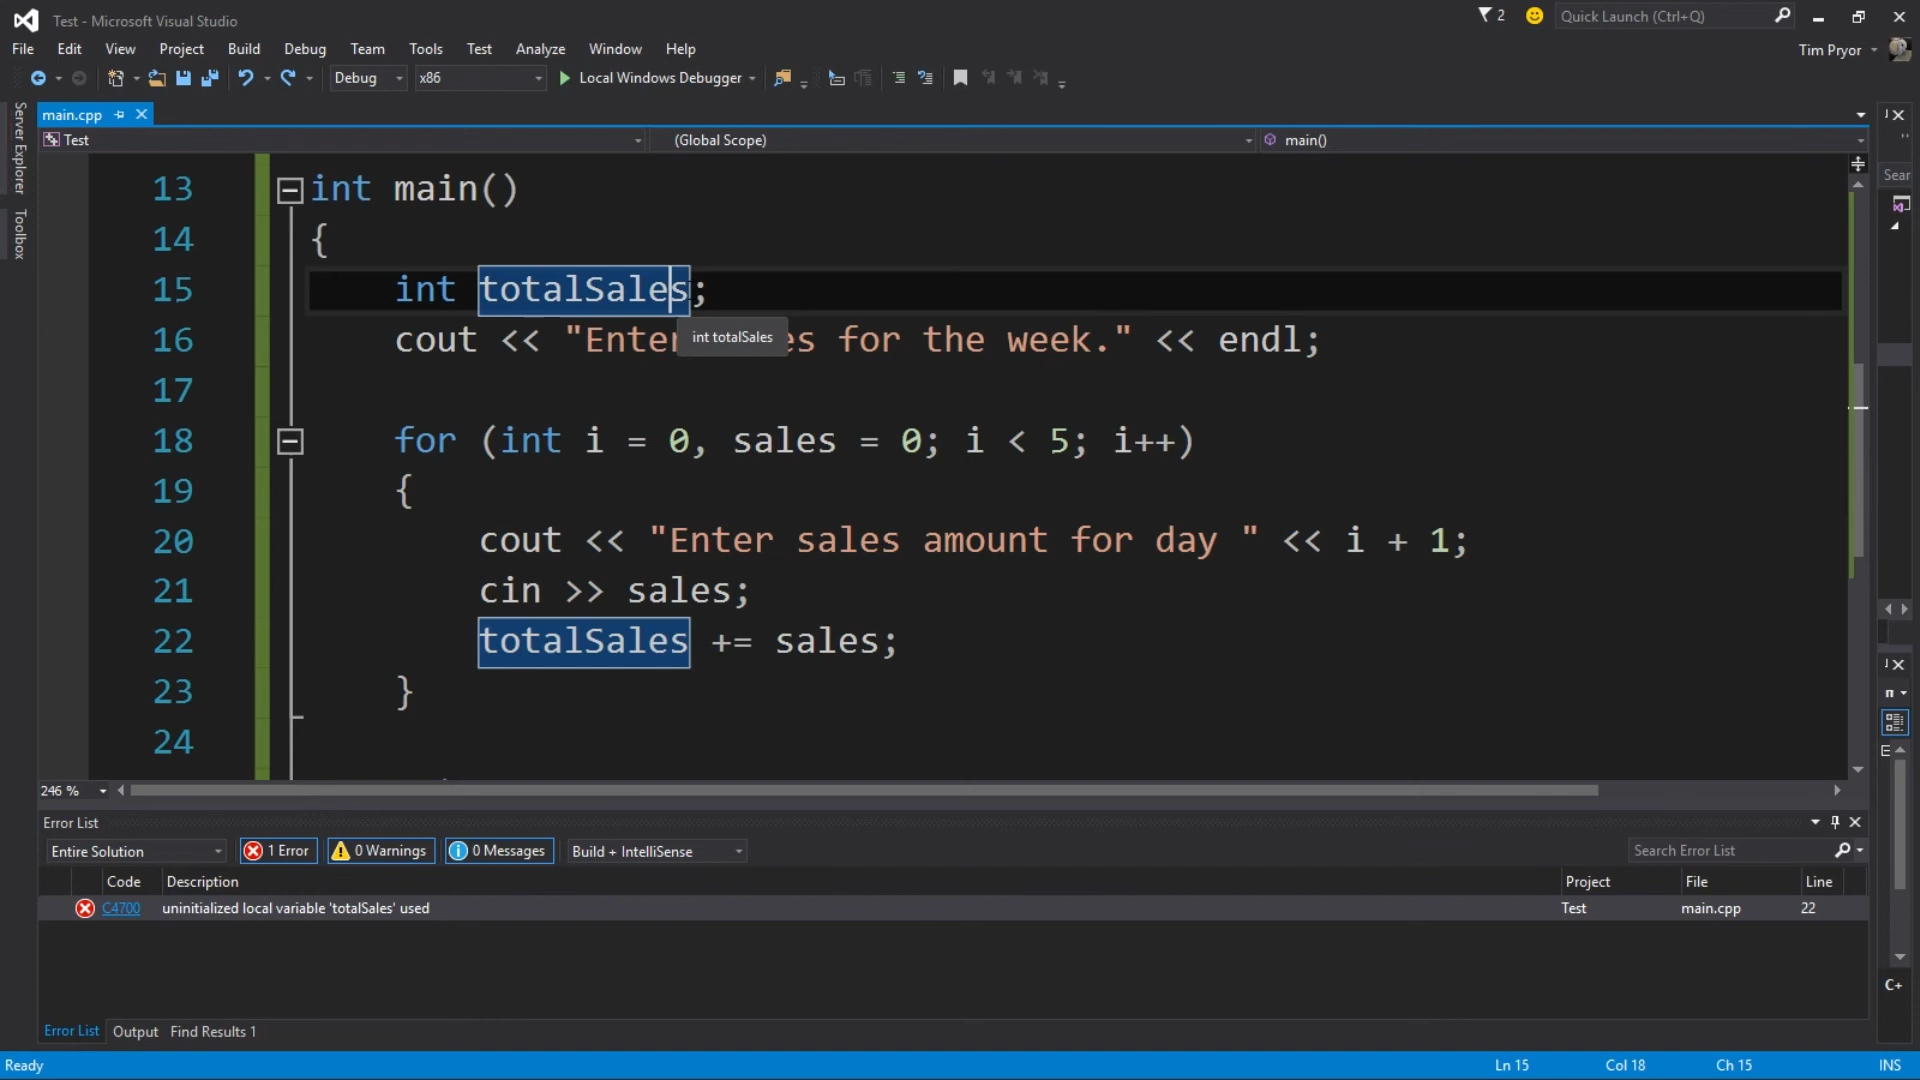 Test - Microsoft Visual Studio
2
Quick Launch (Ctrl+Q)
File Edit View Project Build Debug Team Tools Test Analyze Window Help
Tim Pryor
Debug x86 Local Windows Debugger
Server Explorer
Toolbox
main.cpp
Test (Global Scope) main()
Sear
13 int main()
14 {
15 int totalSales;
int totalSales
16 cout << "Enter es for the week." << endl;
17
18 for (int i = 0, sales = 0; i < 5; i++)
19 {
20 cout << "Enter sales amount for day " << i + 1;
21 cin >> sales;
22 totalSales += sales;
23 }
24
246 %
Error List
Entire Solution 1 Error 0 Warnings 0 Messages Build + IntelliSense Search Error List
Code Description Project File Line
C4700 uninitialized local variable 'totalSales' used Test main.cpp 22
C+
Error List Output Find Results 1
Ready Ln 15 Col 18 Ch 15 INS